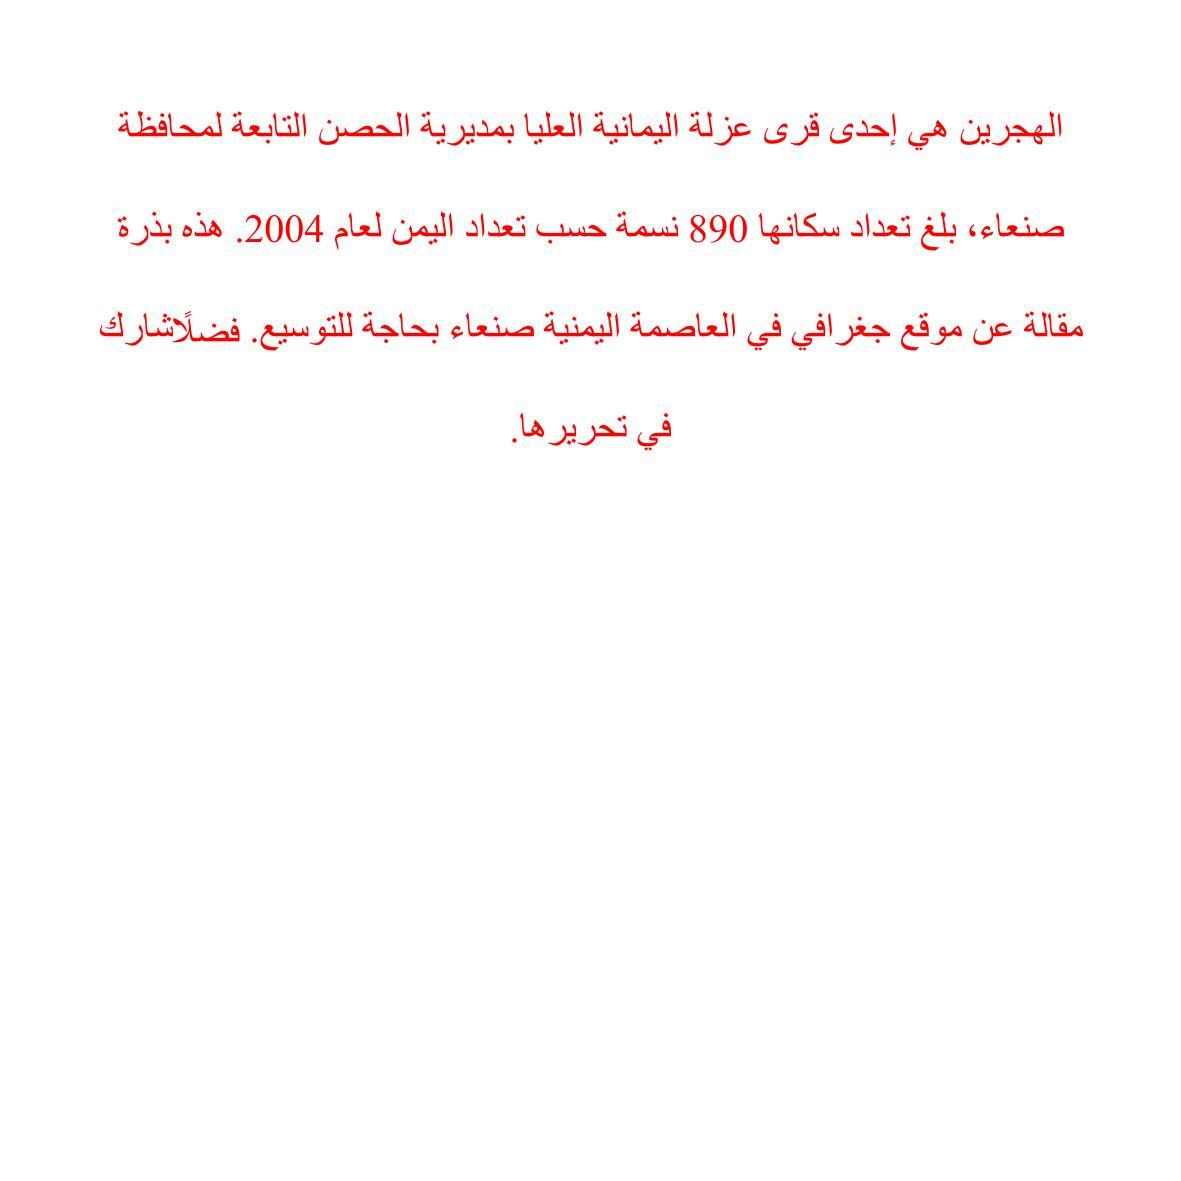 الهجرين هي إحدى قرى عزلة اليمانية العليا بمديرية الحصن التابعة لمحافظة
صنعاء، بلغ تعداد سكانها 890 نسمة حسب تعداد اليمن لعام 2004. هذه بذرة
مقالة عن موقع جغرافي في العاصمة اليمنية صنعاء بحاجة للتوسيع. فضلًاشارك
في تحريرها.